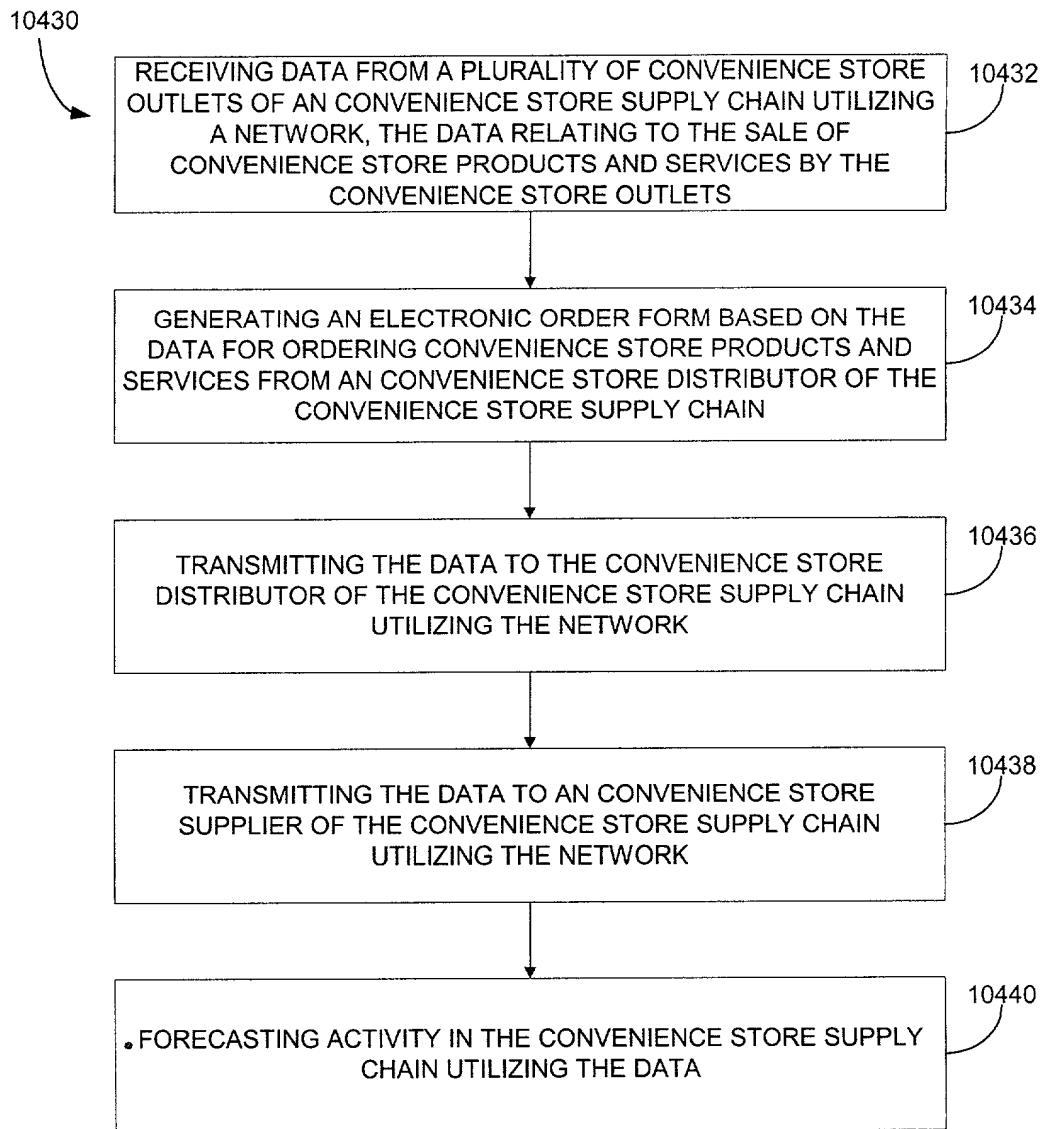 10430
RECEIVING DATA FROM A PLURALITY OF CONVENIENCE STORE
OUTLETS OF AN CONVENIENCE STORE SUPPLY CHAIN UTILIZING
A NETWORK, THE DATA RELATING TO THE SALE OF
CONVENIENCE STORE PRODUCTS AND SERVICES BY THE
CONVENIENCE STORE OUTLETS
10432
GENERATING AN ELECTRONIC ORDER FORM BASED ON THE
DATA FOR ORDERING CONVENIENCE STORE PRODUCTS AND
SERVICES FROM AN CONVENIENCE STORE DISTRIBUTOR OF THE
CONVENIENCE STORE SUPPLY CHAIN
10434
TRANSMITTING THE DATA TO THE CONVENIENCE STORE
DISTRIBUTOR OF THE CONVENIENCE STORE SUPPLY CHAIN
UTILIZING THE NETWORK
10436
TRANSMITTING THE DATA TO AN CONVENIENCE STORE
SUPPLIER OF THE CONVENIENCE STORE SUPPLY CHAIN
UTILIZING THE NETWORK
10438
FORECASTING ACTIVITY IN THE CONVENIENCE STORE SUPPLY
CHAIN UTILIZING THE DATA
10440